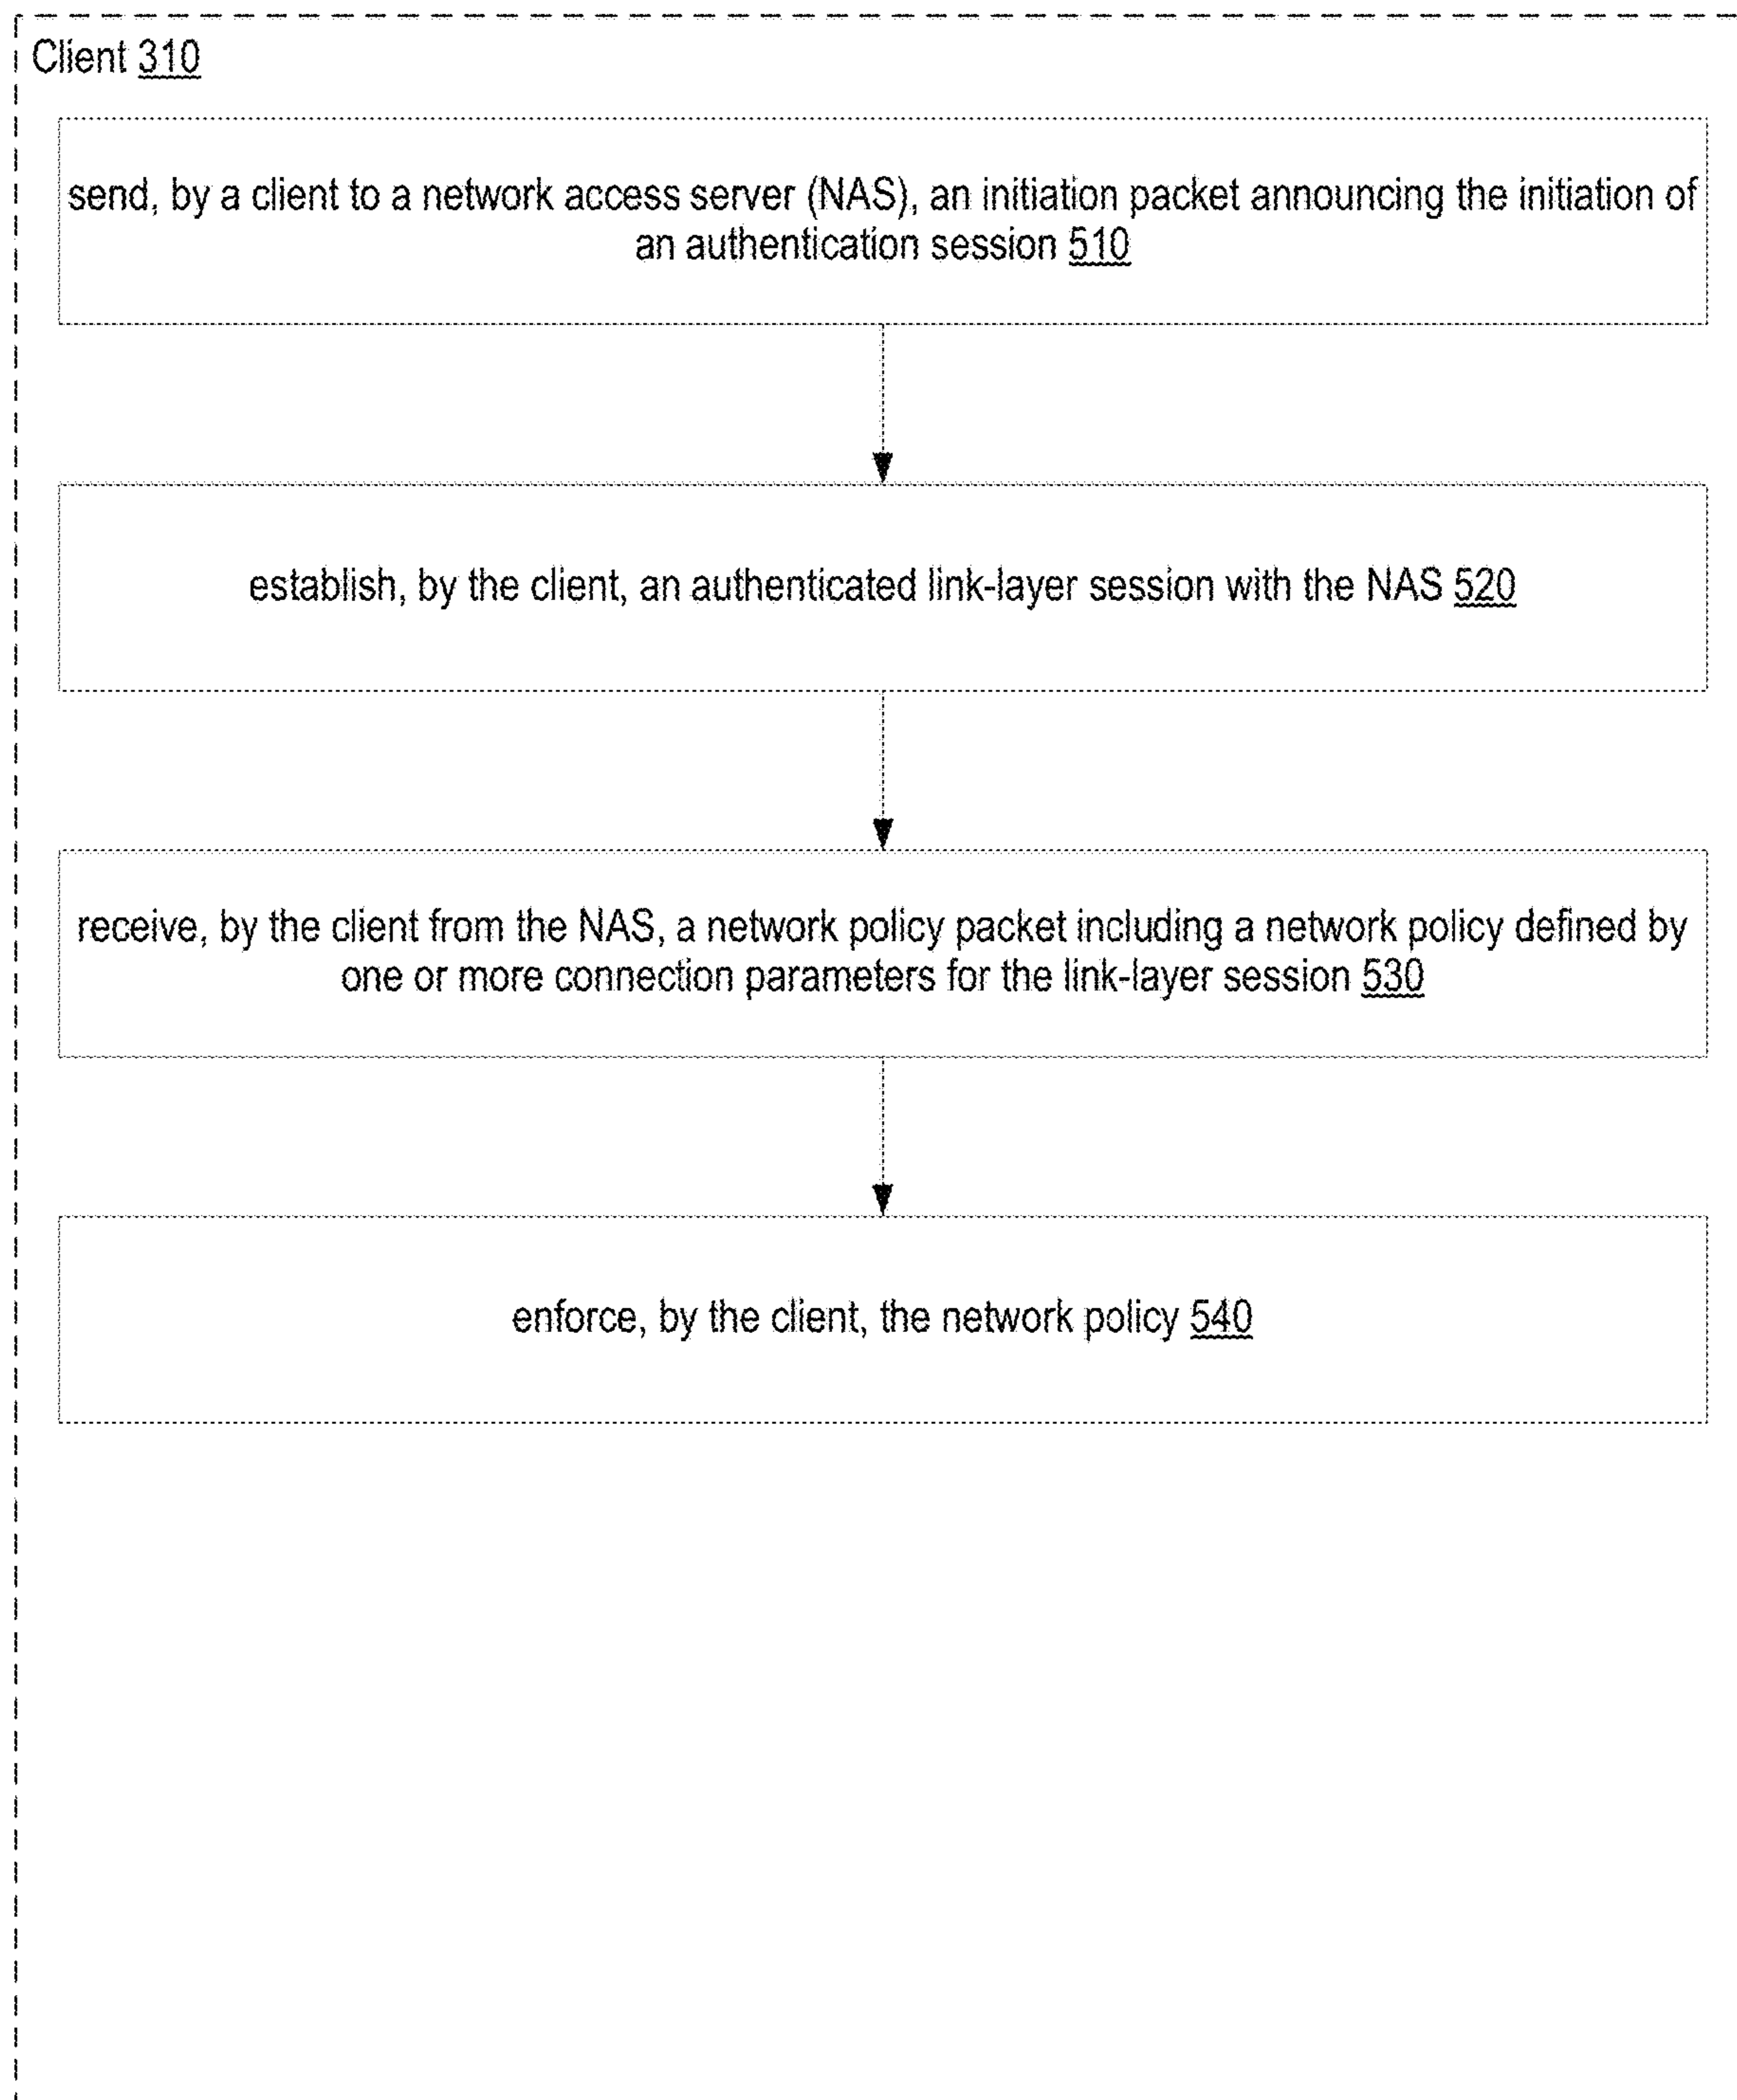 Client 310
send, by a client to a network access server (NAS), an initiation packet announcing the initiation of
an authentication session 510
establish, by the client, an authenticated link-layer session with the NAS 520
receive, by the client from the NAS, a network policy packet including a network policy defined by
one or more connection parameters for the link-layer session 530
enforce, by the client, the network policy 540